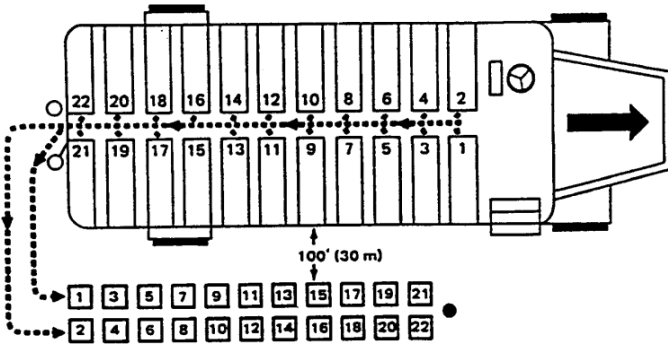 22 20 18 16 14 12 10 8 6 4 2
21 19 17 15 13 11 9 7 5 3 1
100' (30 m)
1 3 5 7 9 11 13 15 17 19 21
2 4 6 8 10 12 14 16 18 20 22